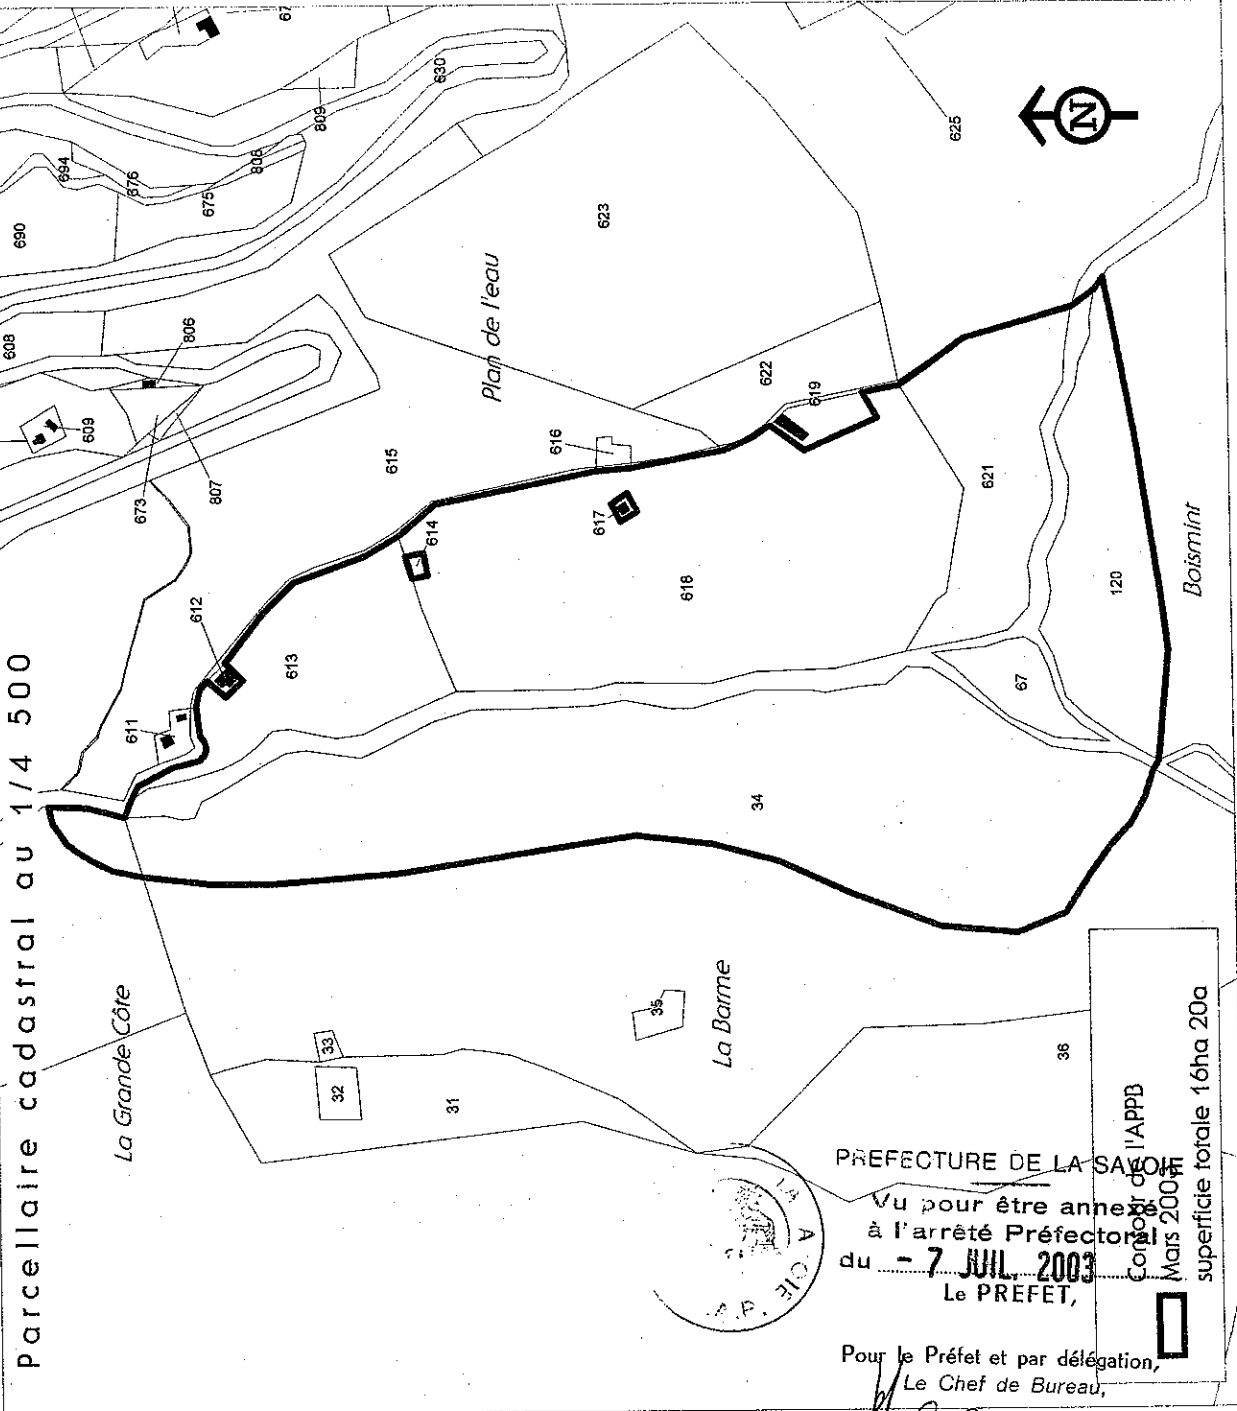 Parcellaire cadastral au 1/4 500
La Grande Côte
Plan de l'eau
La Barme
Boismint
N
67
630
809
694
676
808
675
690
625
623
608
806
609
673
807
615
616
622
619
612
614
617
611
613
618
621
120
67
34
33
32
31
35
36
PREFECTURE DE LA SAVOIE
Vu pour être annexé
à l'arrêté Préfectoral
du - 7 JUIL. 2003
Le PREFET,
Pour le Préfet et par délégation,
Le Chef de Bureau,
de l'APPB
Mars
superficie totale 16ha 20a